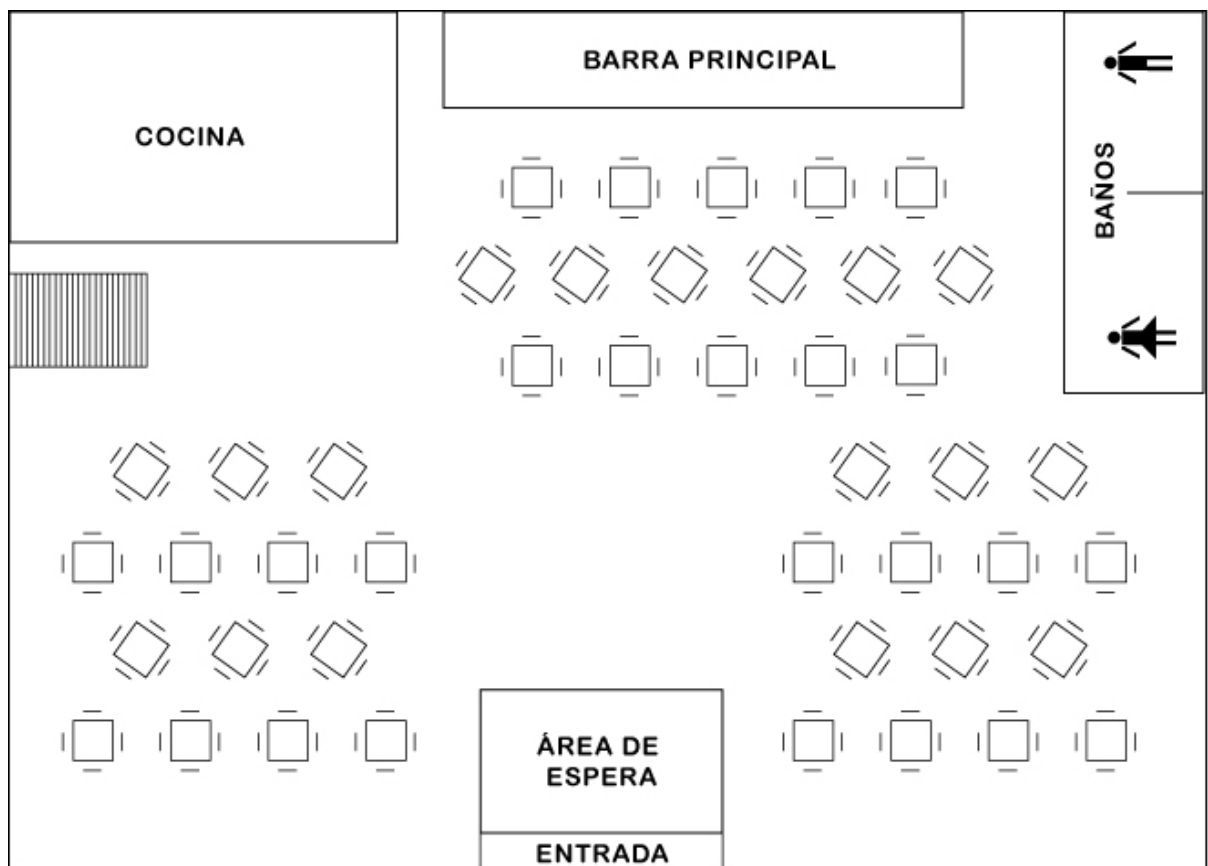 BARRA PRINCIPAL
COCINA
BAÑOS
ÁREA DE
ESPERA
ENTRADA